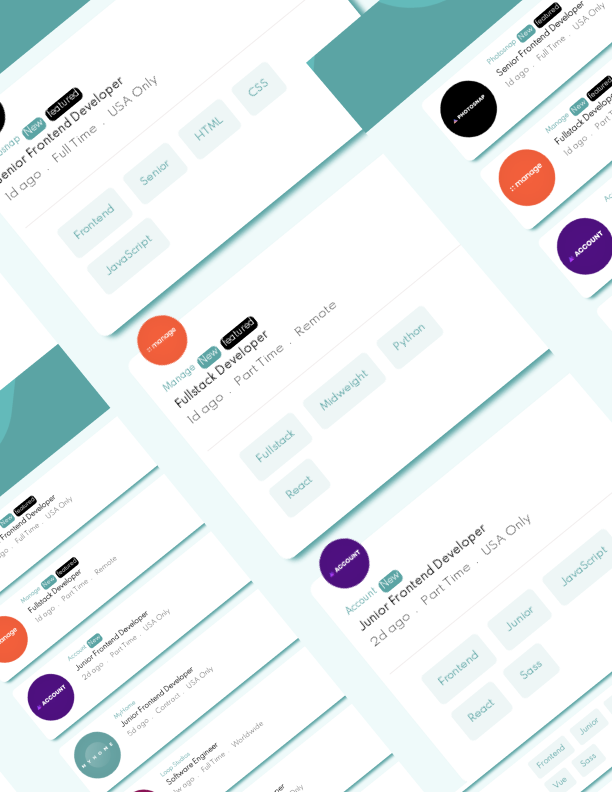 Photosnap New featured
Senior Frontend Developer
1d ago . Full Time . USA Only
PHOTOSNAP
Manage New featured
Fullstack
1d ago . Part
manage
ACCOUNT
New featured
Senior Frontend Developer
1d ago . Full Time . USA Only
Frontend Senior HTML CSS
JavaScript
manage
Manage New featured
Fullstack Developer
1d ago . Part Time . Remote
Fullstack Midweight Python
React
ACCOUNT
Account New
Junior Frontend Developer
2d ago . Part Time . USA Only
Frontend Junior JavaScript
React Sass
New featured
Frontend Developer
Full Time . USA Only
manage
Manage New featured
Fullstack Developer
1d ago . Part Time . Remote
ACCOUNT
Account New
Junior Frontend Developer
2d ago . Part Time . USA Only
MYHOME
MyHome
Junior Frontend Developer
5d ago . Contract . USA Only
Loop Studios
Software Engineer
1w ago . Full Time . Worldwide
USA Only
Frontend Junior
Vue Sass